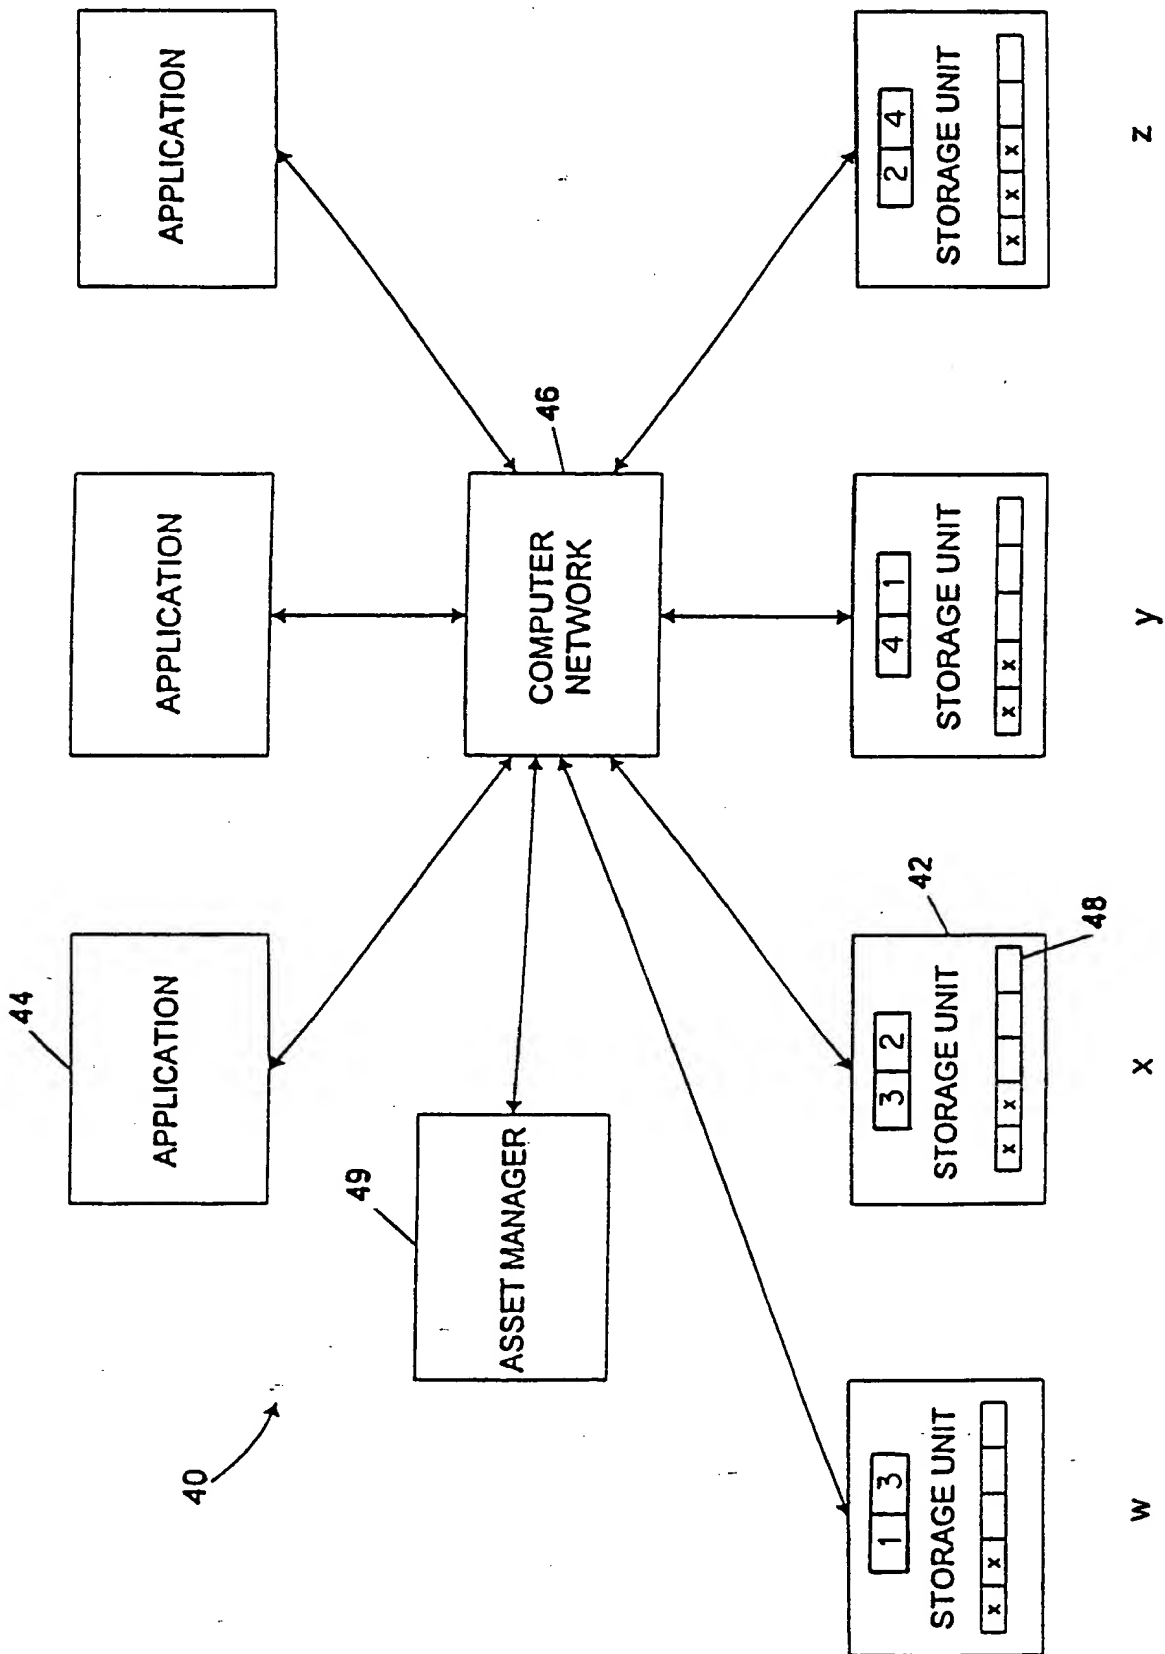 44
APPLICATION
APPLICATION
APPLICATION
40
49
ASSET MANAGER
46
COMPUTER
NETWORK
1 3
STORAGE UNIT
x x
w
42
3 2
STORAGE UNIT
x x
48
x
4 1
STORAGE UNIT
x x
y
2 4
STORAGE UNIT
x x x
z